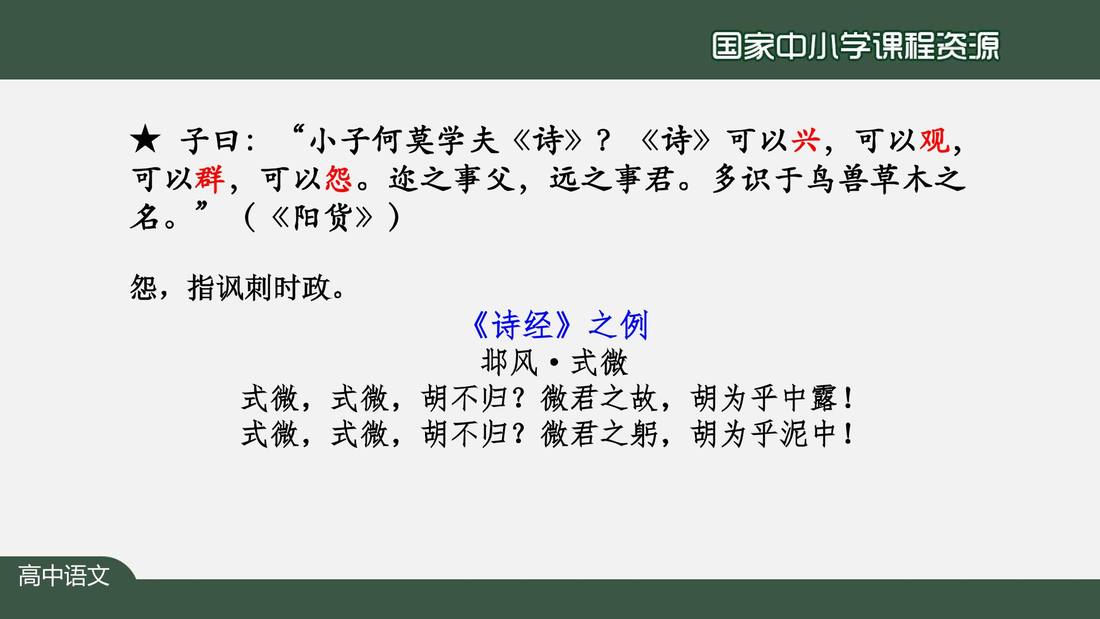 国家中小学课程资源
★ 子曰：“小子何莫学夫《诗》？《诗》可以兴，可以观，
可以群，可以怨。迩之事父，远之事君。多识于鸟兽草木之
名。”（《阳货》）
怨，指讽刺时政。
《诗经》之例
邶风·式微
式微，式微，胡不归？微君之故，胡为乎中露！
式微，式微，胡不归？微君之躬，胡为乎泥中！
高中语文